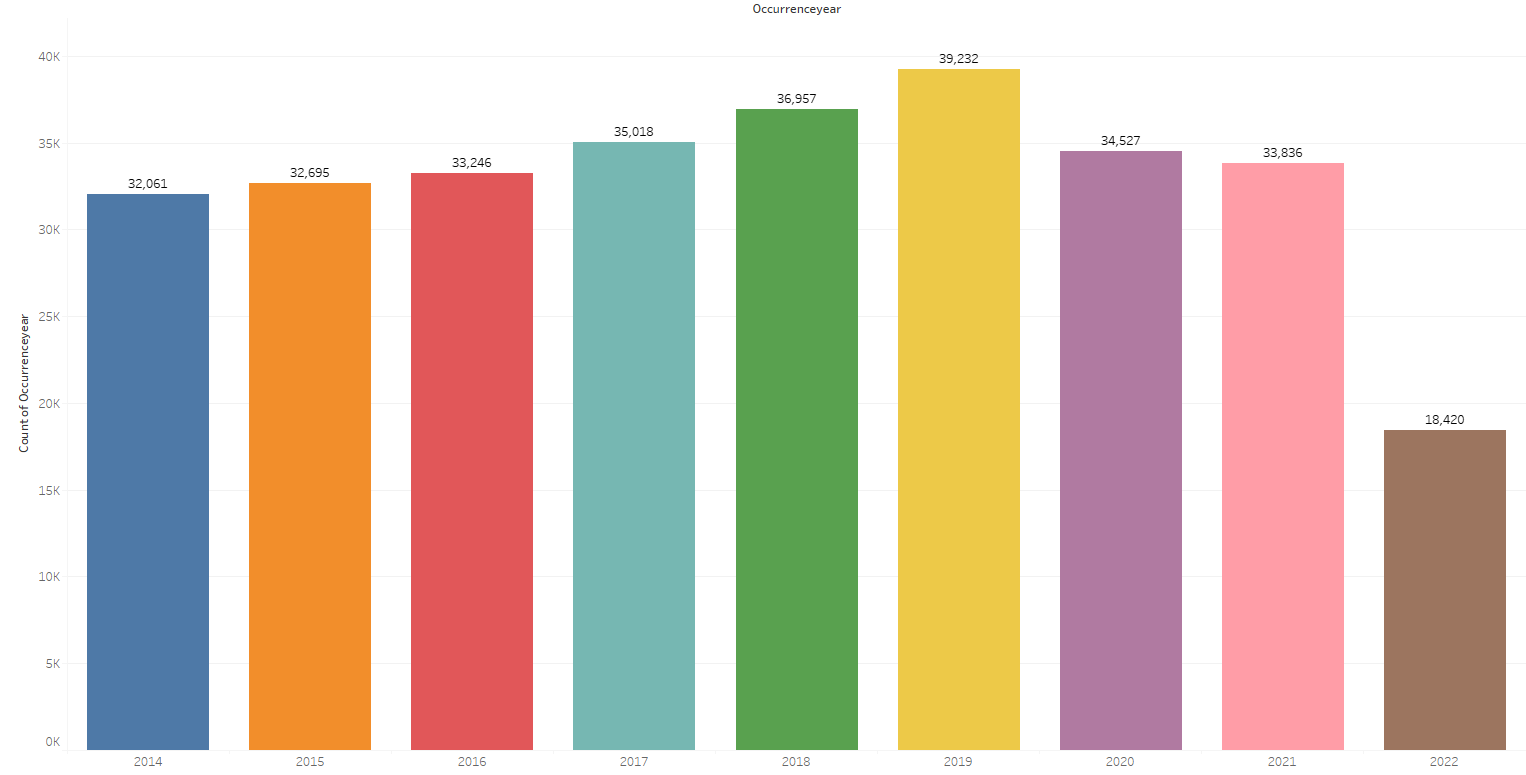 Occurrenceyear
Count of Occurrenceyear
40K
35K
30K
25K
20K
15K
10K
5K
0K
32,061
32,695
33,246
35,018
36,957
39,232
34,527
33,836
18,420
2014
2015
2016
2017
2018
2019
2020
2021
2022